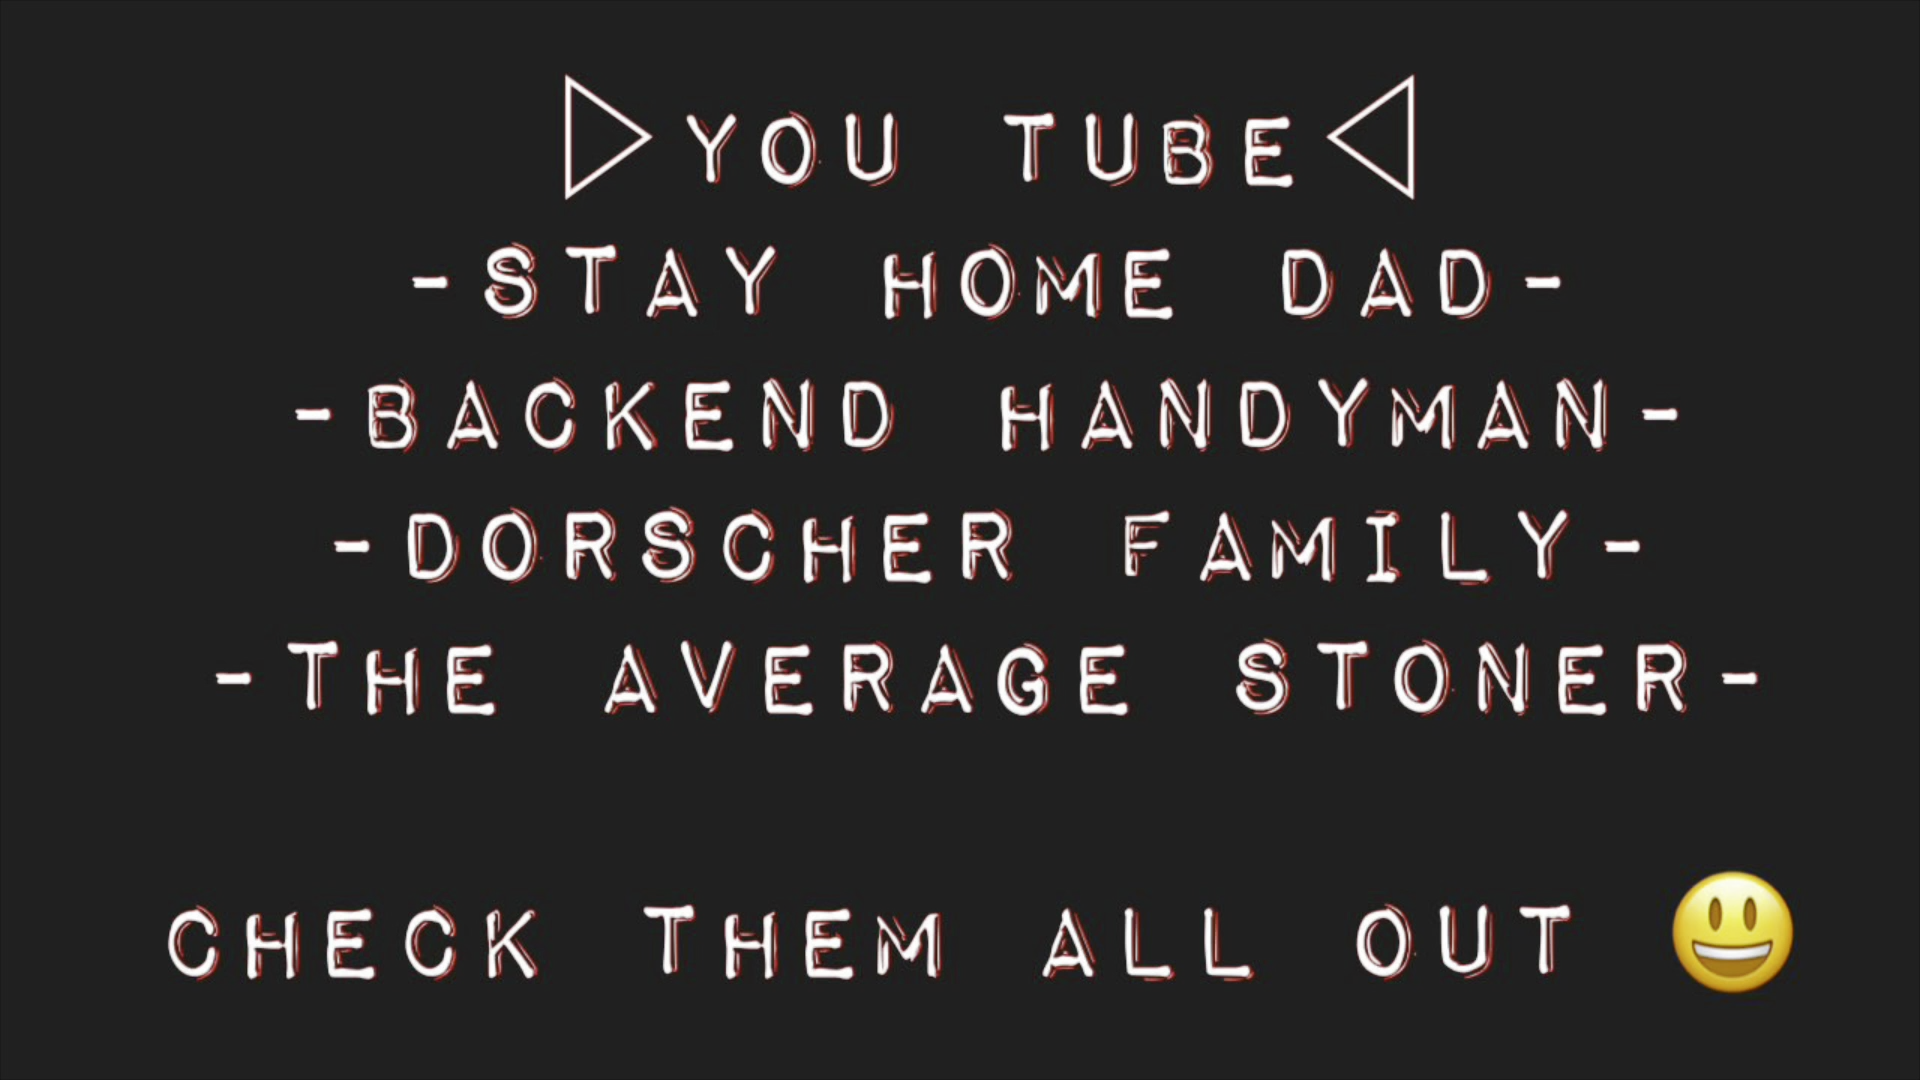 ▷YOU TUBE◁
-STAY HOME DAD-
-BACKEND HANDYMAN-
-DORSCHER FAMILY-
-THE AVERAGE STONER-
CHECK THEM ALL OUT 😃